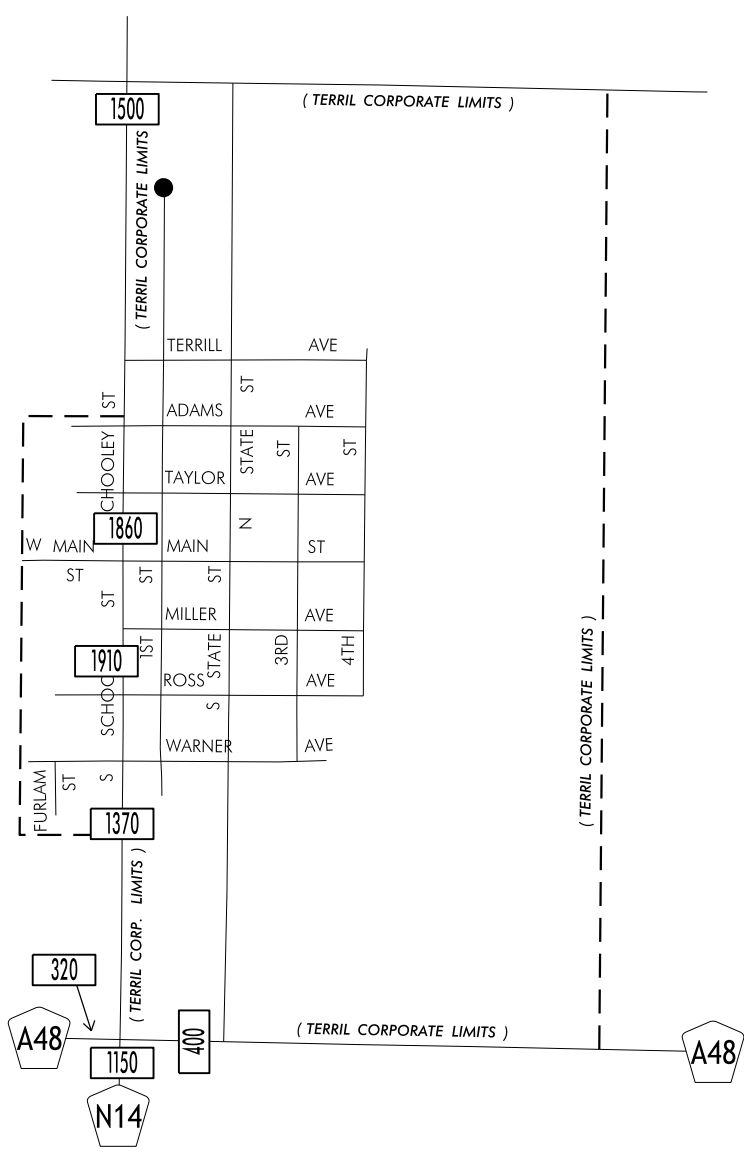 ( TERRIL CORPORATE LIMITS )
1500
( TERRIL CORPORATE LIMITS )
TERRILL AVE
ST
ST
ADAMS AVE
CHOOLEY
STATE
ST
ST
TAYLOR AVE
N
1860
W MAIN
MAIN ST
ST
ST
ST
ST
MILLER AVE
1ST
STATE
3RD
4TH
1910
SCHOO
ROSS AVE
S
WARNER AVE
FURLAM
ST
S
1370
( TERRIL CORPORATE LIMITS )
( TERRIL CORP. LIMITS )
320
A48
400
( TERRIL CORPORATE LIMITS )
A48
1150
N14